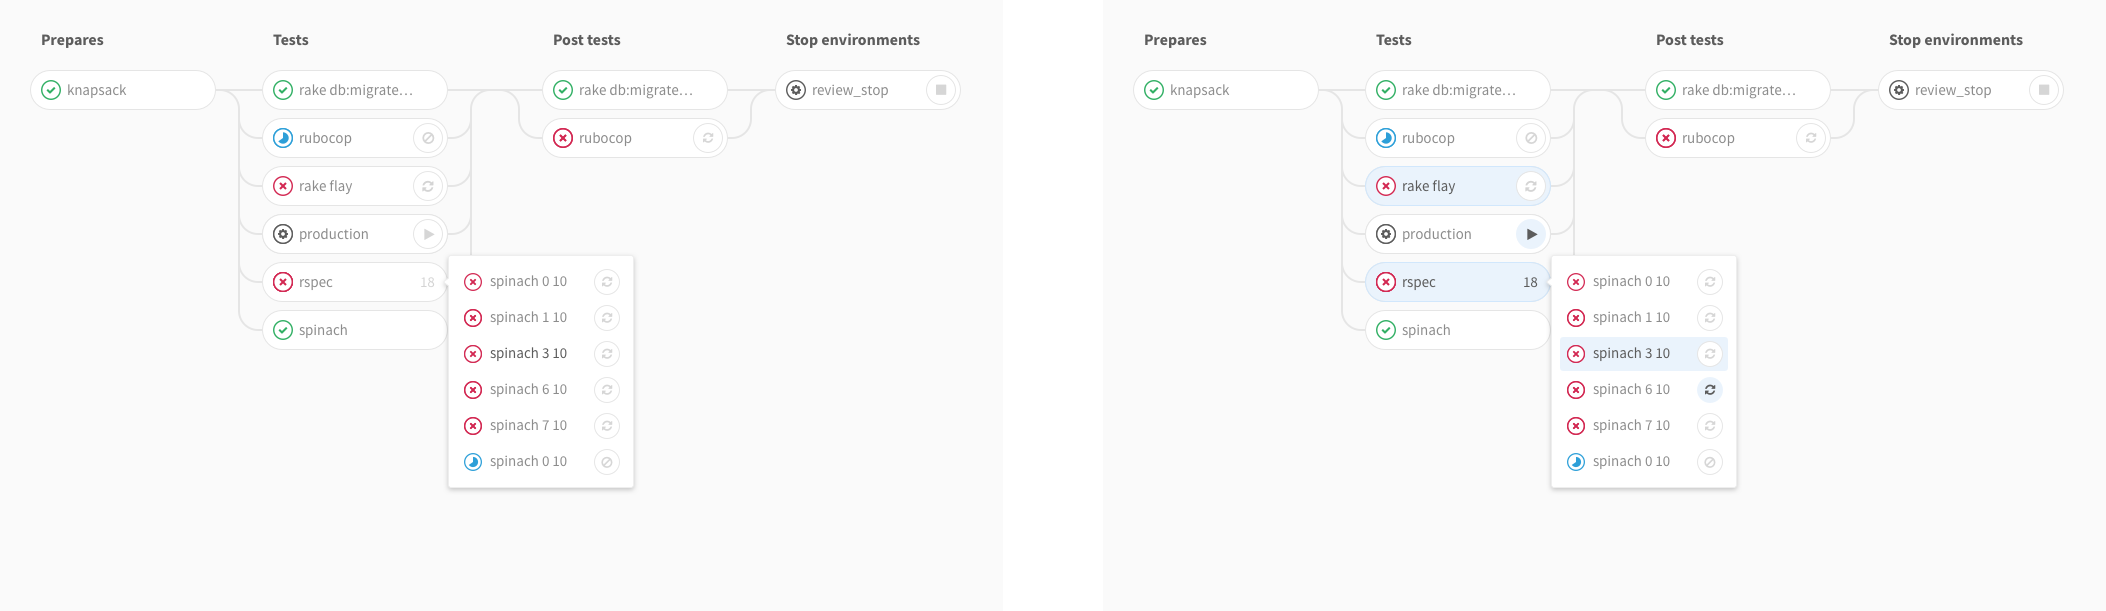 Prepares
Tests
Post tests
Stop environments
knapsack
rake db:migrate...
rake db:migrate...
review_stop
rubocop
rubocop
rake flay
production
rspec 18
spinach
spinach 0 10
spinach 1 10
spinach 3 10
spinach 6 10
spinach 7 10
spinach 0 10
Prepares
Tests
Post tests
Stop environments
knapsack
rake db:migrate...
rake db:migrate...
review_stop
rubocop
rubocop
rake flay
production
rspec 18
spinach
spinach 0 10
spinach 1 10
spinach 3 10
spinach 6 10
spinach 7 10
spinach 0 10